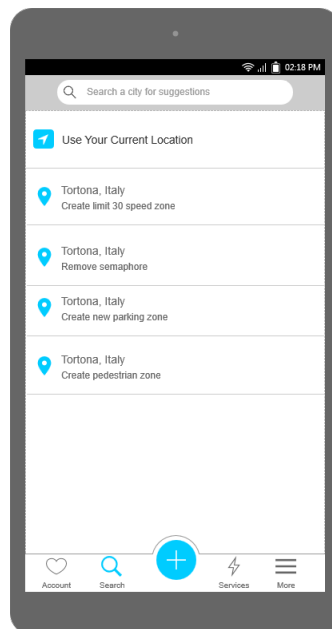 02:18 PM
Search a city for suggestions
Use Your Current Location
Tortona, Italy
Create limit 30 speed zone
Tortona, Italy
Remove semaphore
Tortona, Italy
Create new parking zone
Tortona, Italy
Create pedestrian zone
Account Search Services More